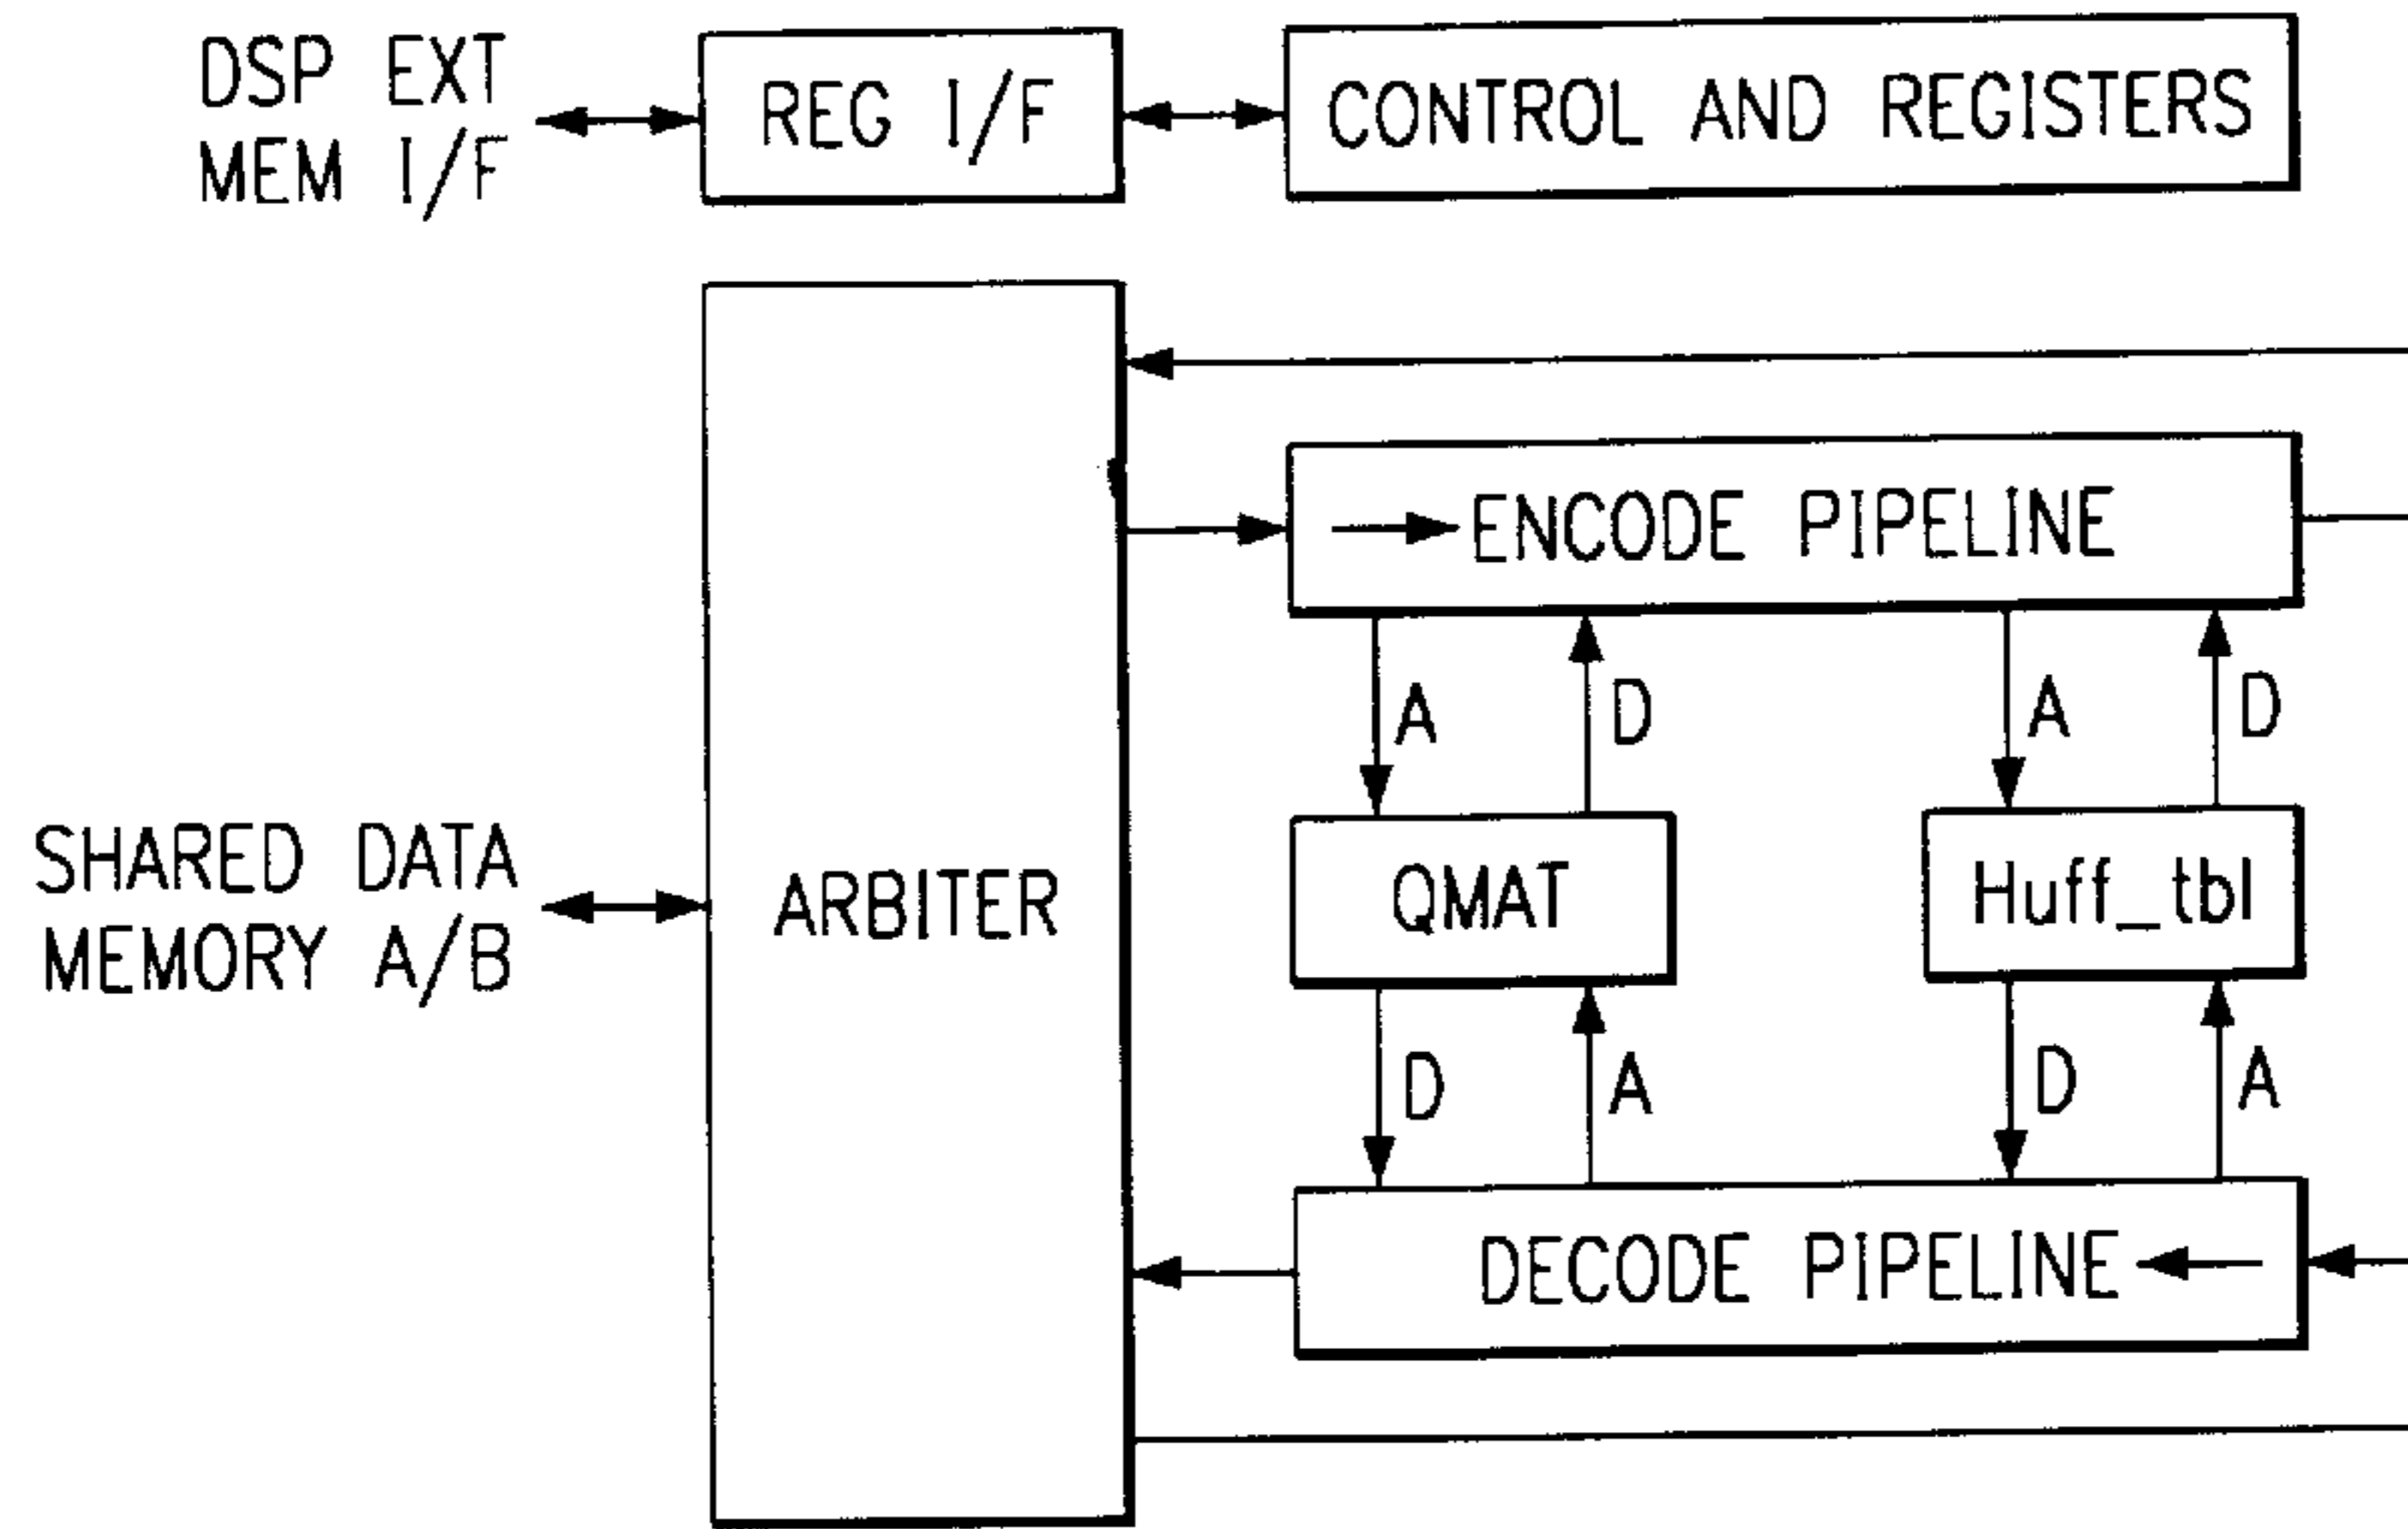 DSP EXT
MEM I/F
REG I/F
CONTROL AND REGISTERS
ENCODE PIPELINE
A
D
A
D
SHARED DATA
MEMORY A/B
ARBITER
QMAT
Huff_tbl
D
A
D
A
DECODE PIPELINE